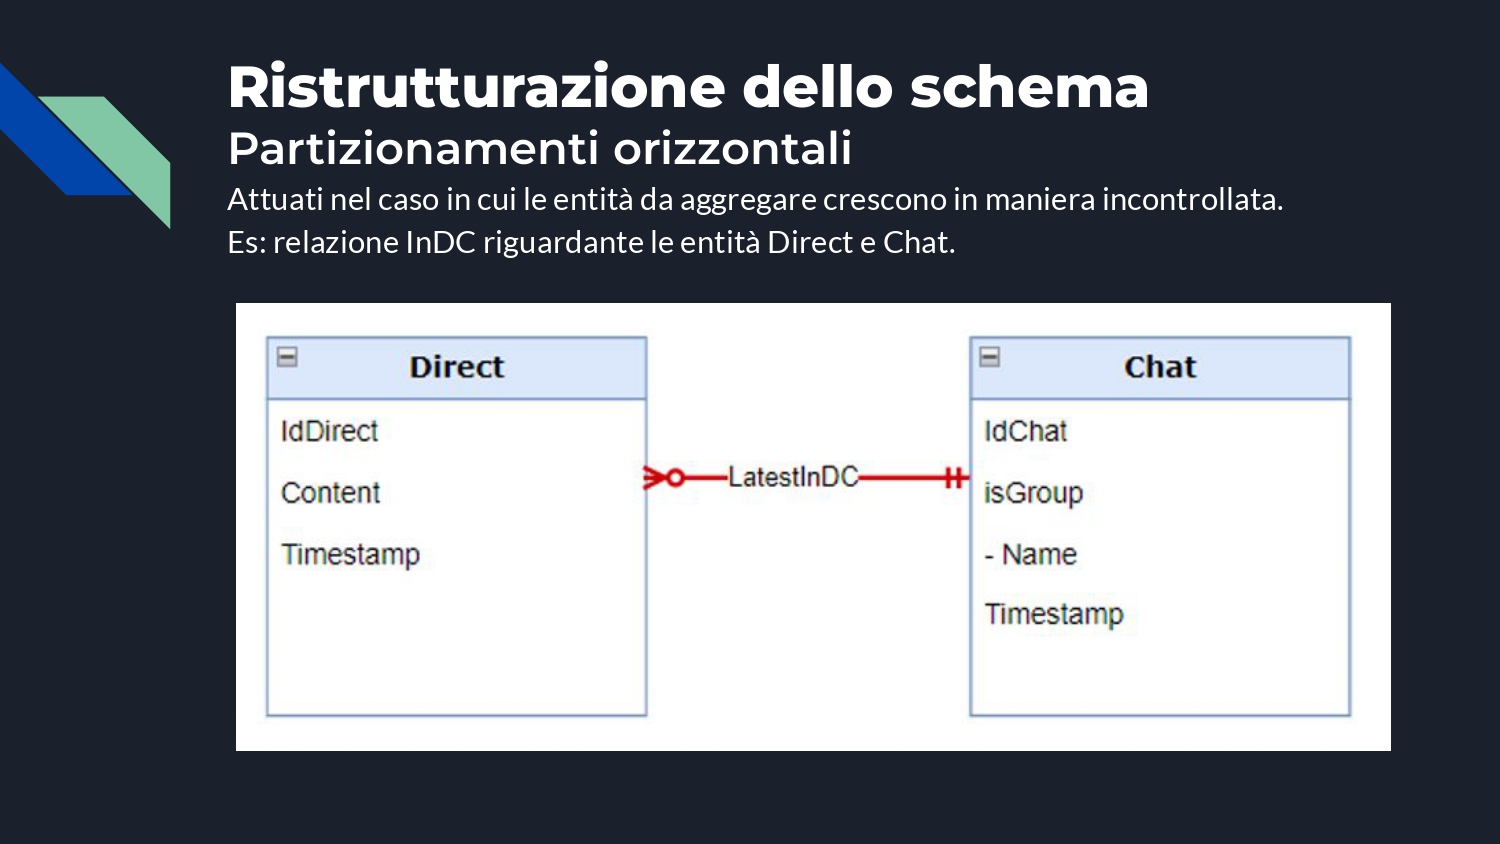 Ristrutturazione dello schema
Partizionamenti orizzontali
Attuati nel caso in cui le entità da aggregare crescono in maniera incontrollata.
Es: relazione InDC riguardante le entità Direct e Chat.
Direct
IdDirect
Content
Timestamp
LatestInDC
Chat
IdChat
isGroup
- Name
Timestamp